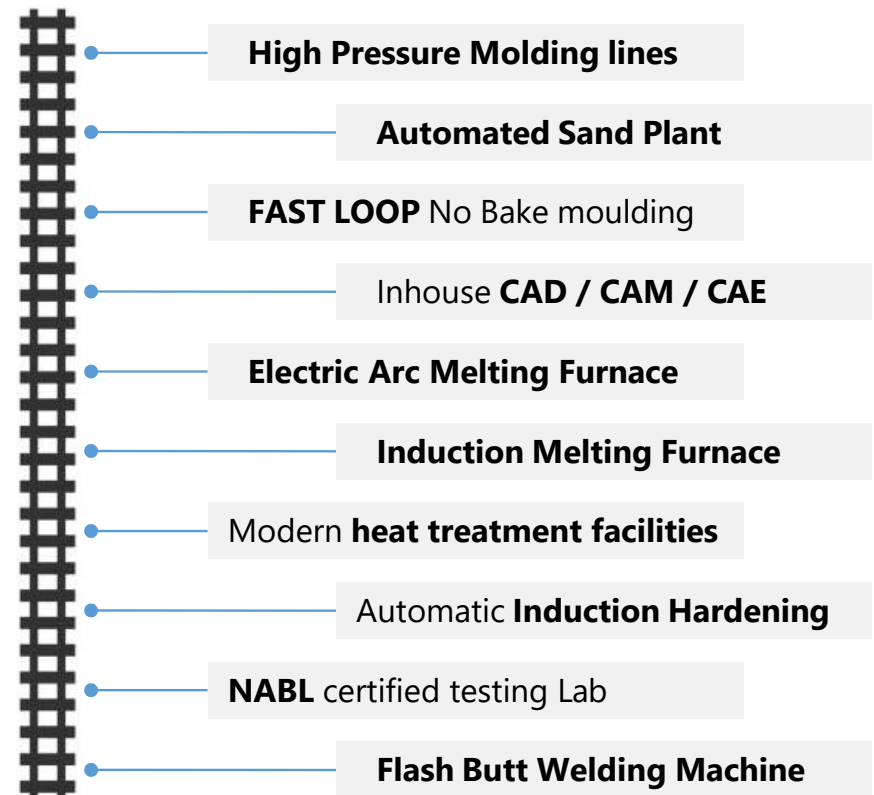 High Pressure Molding lines
Automated Sand Plant
FAST LOOP No Bake moulding
Inhouse CAD / CAM / CAE
Electric Arc Melting Furnace
Induction Melting Furnace
Modern heat treatment facilities
Automatic Induction Hardening
NABL certified testing Lab
Flash Butt Welding Machine